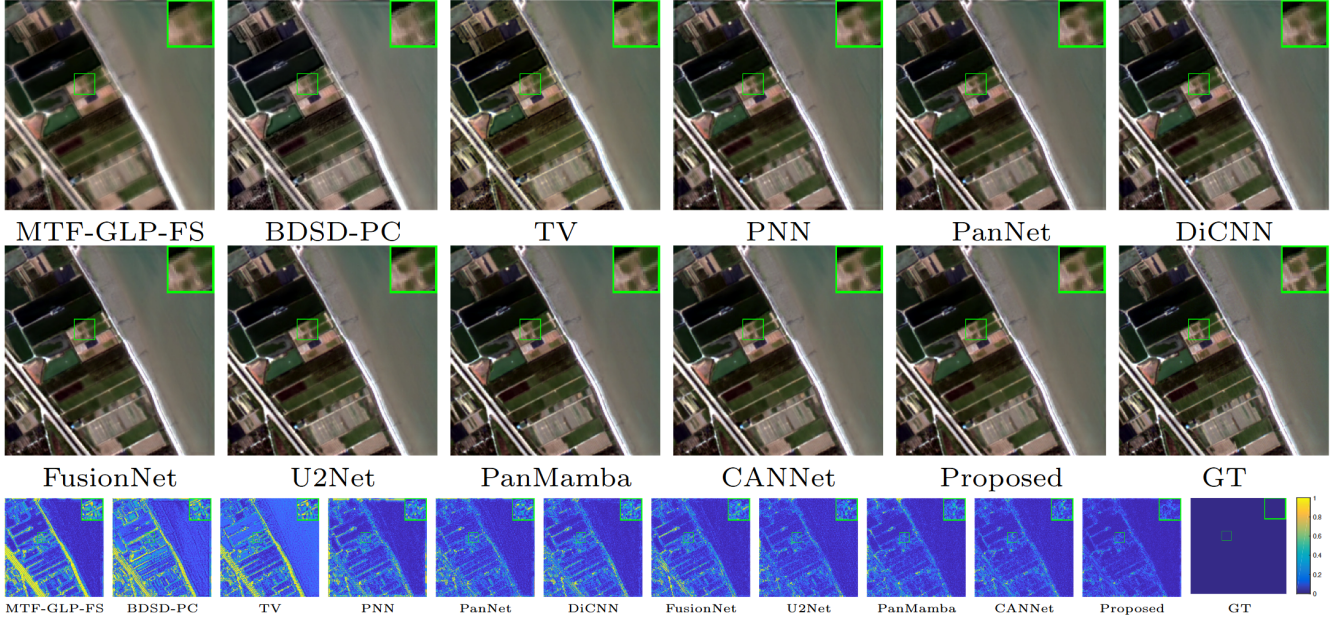 MTF-GLP-FS BDSD-PC TV PNN PanNet DiCNN
FusionNet U2Net PanMamba CANNet Proposed GT
1
0.8
0.6
0.4
0.2
0
MTF-GLP-FS BDSD-PC TV PNN PanNet DiCNN FusionNet U2Net PanMamba CANNet Proposed GT